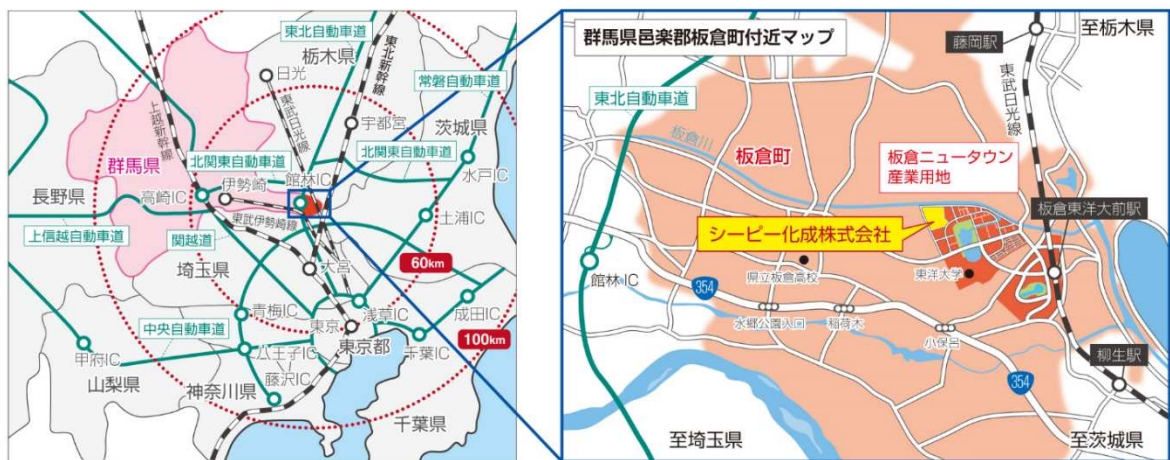 東北自動車道
栃木県
東北新幹線
日光
常磐自動車道
東武日光線
宇都宮
茨城県
上越新幹線
群馬県
北関東自動車道
北関東自動車道
水戸IC
長野県
伊勢崎
館林IC
高崎IC
東武伊勢崎線
土浦IC
上信越自動車道
関越道
埼玉県
大宮
60km
青梅IC
東京
浅草IC
成田IC
中央自動車道
100km
甲府IC
八王子IC
東京都
千葉IC
山梨県
藤沢IC
神奈川県
千葉県
群馬県邑楽郡板倉町付近マップ
藤岡駅
至栃木県
東武日光線
東北自動車道
板倉川
板倉町
板倉ニュータウン
産業用地
板倉東洋大前駅
シーピー化成株式会社
館林IC
県立板倉高校
東洋大学
354
水郷公園入口
稲荷木
小保呂
柳生駅
354
至埼玉県
至茨城県